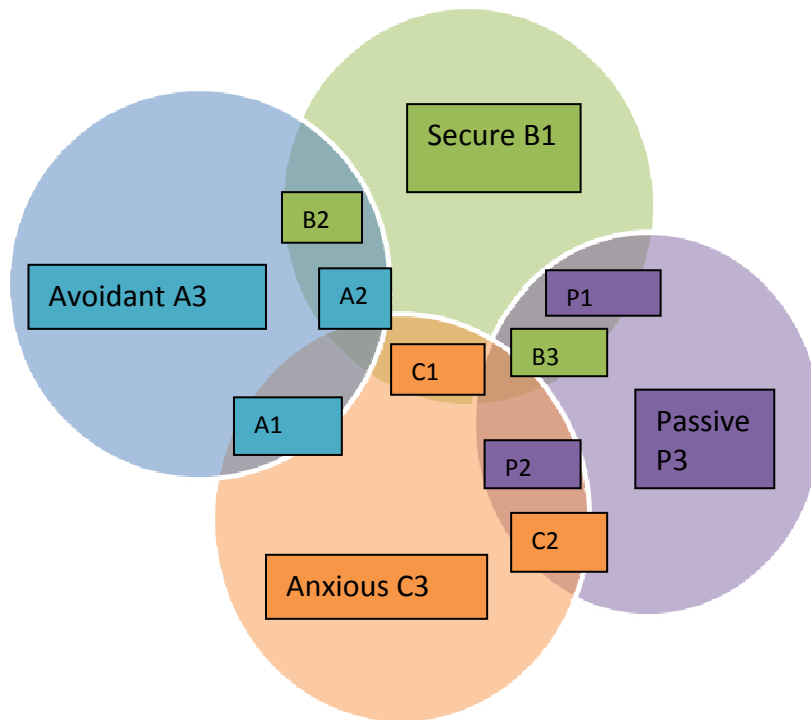 Secure B1
B2
Avoidant A3
A2
P1
C1
B3
A1
Passive
P3
P2
C2
Anxious C3